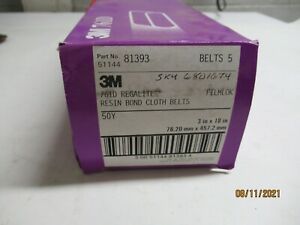 Part No.
51144 81393 BELTS 5
SKU 6801674
3M
761D REGALITE FILMLOK
RESIN BOND CLOTH BELTS
50Y
3 in x 18 in
76.20 mm x 457.2 mm
08/11/2021